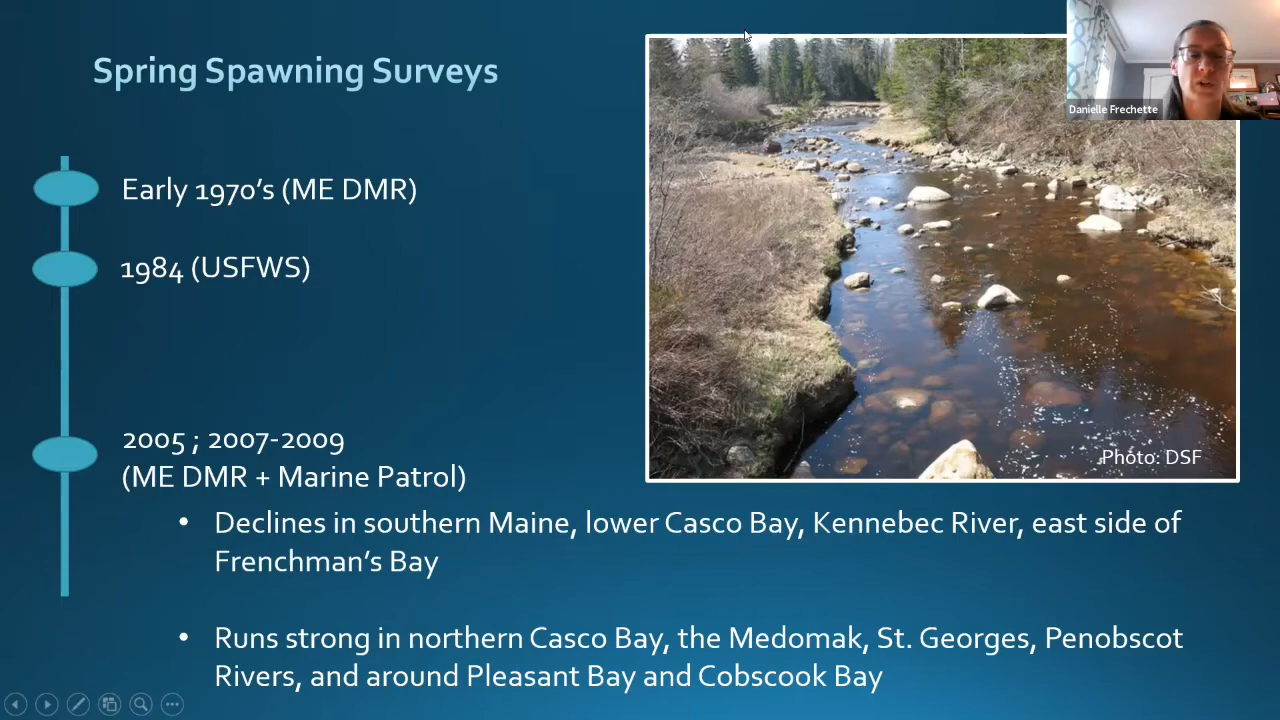 Spring Spawning Surveys
Danielle Frechette
Early 1970's (ME DMR)
1984 (USFWS)
2005 ; 2007-2009
(ME DMR + Marine Patrol)
Photo: DSF
• Declines in southern Maine, lower Casco Bay, Kennebec River, east side of
Frenchman's Bay
• Runs strong in northern Casco Bay, the Medomak, St. Georges, Penobscot
Rivers, and around Pleasant Bay and Cobscook Bay